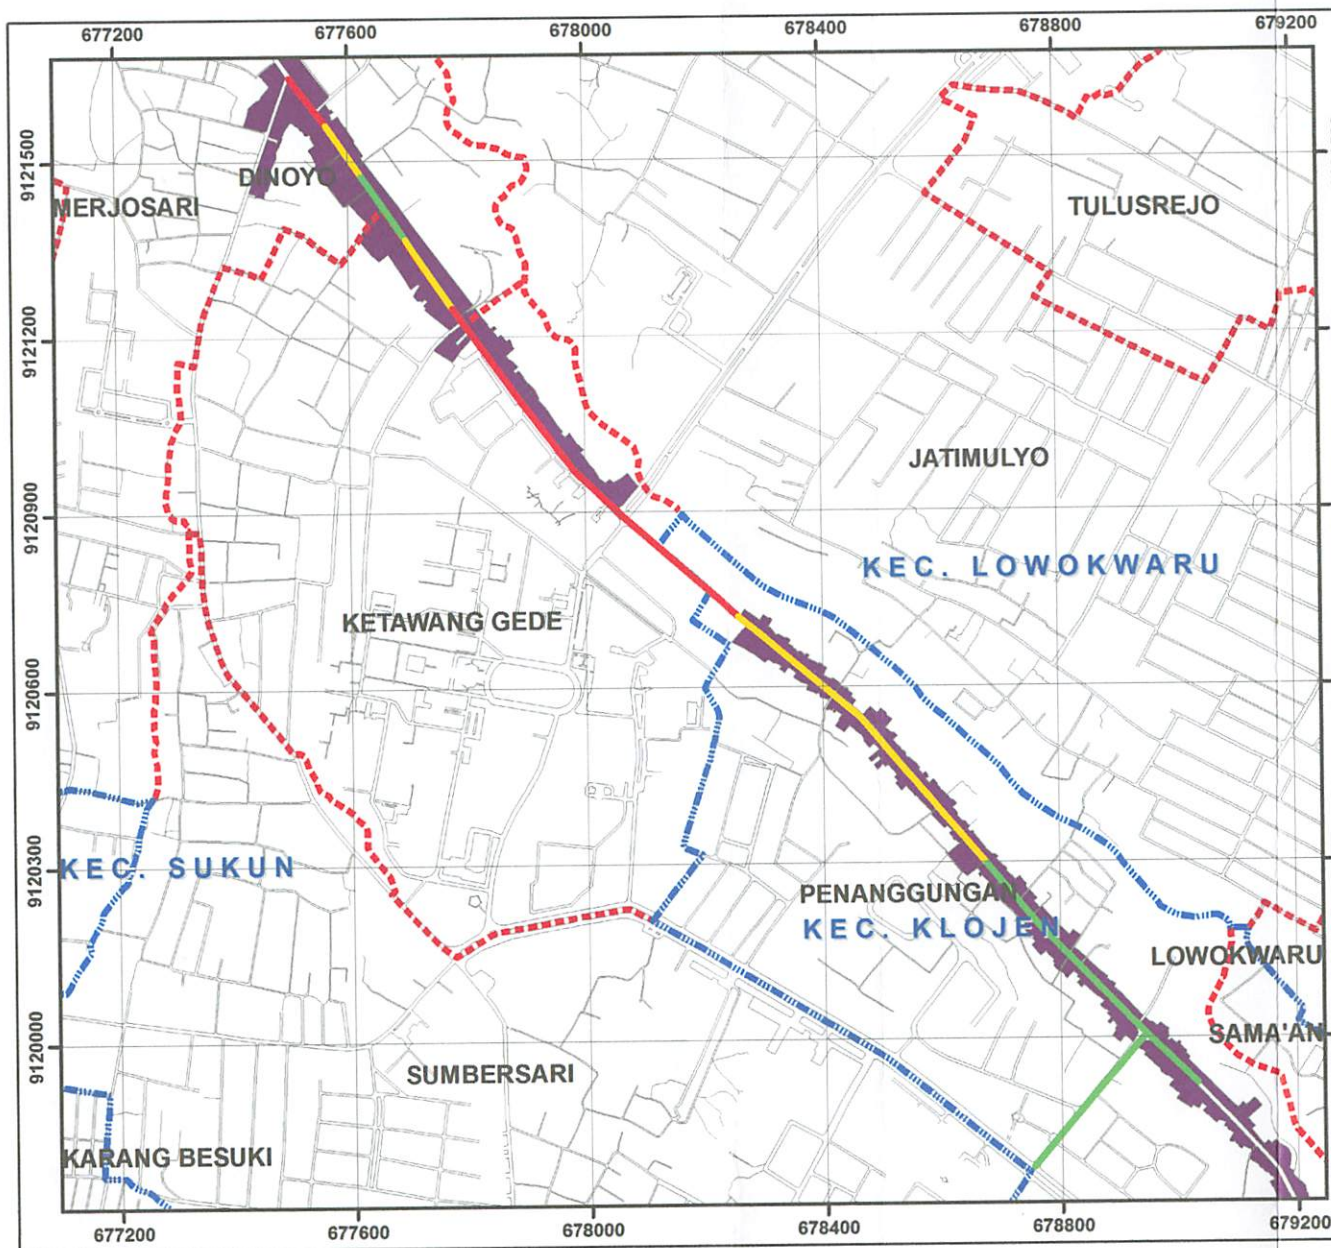 677200 677600 678000 678400 678800 679200
9121500
DINOYO
MERJOSARI
TULUSREJO
9121200
JATIMULYO
9120900
KEC. LOWOKWARU
KETAWANG GEDE
9120600
9120300
KEC. SUKUN
PENANGGUNGAN
KEC. KLOJEN
LOWOKWARU
9120000
SAMA'AN
SUMBERSARI
KARANG BESUKI
677200 677600 678000 678400 678800 679200